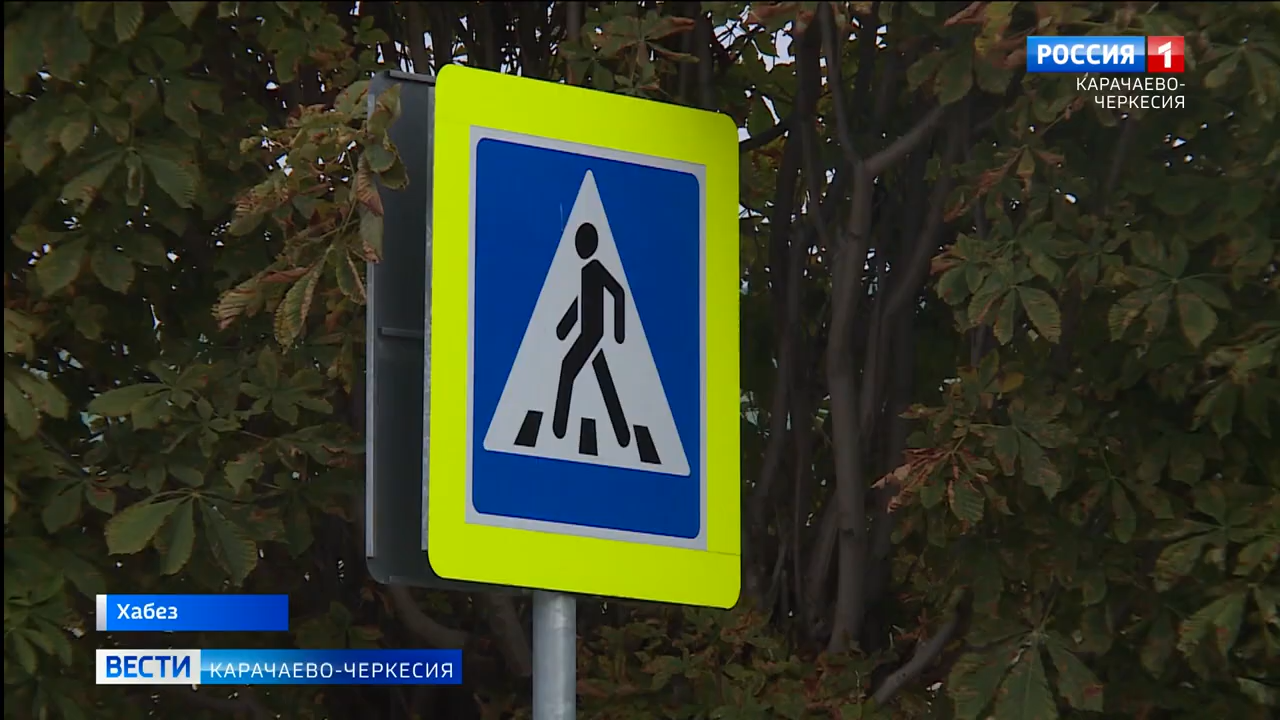 РОССИЯ 1
КАРАЧАЕВО-
ЧЕРКЕСИЯ
Хабез
ВЕСТИ КАРАЧАЕВО-ЧЕРКЕСИЯ